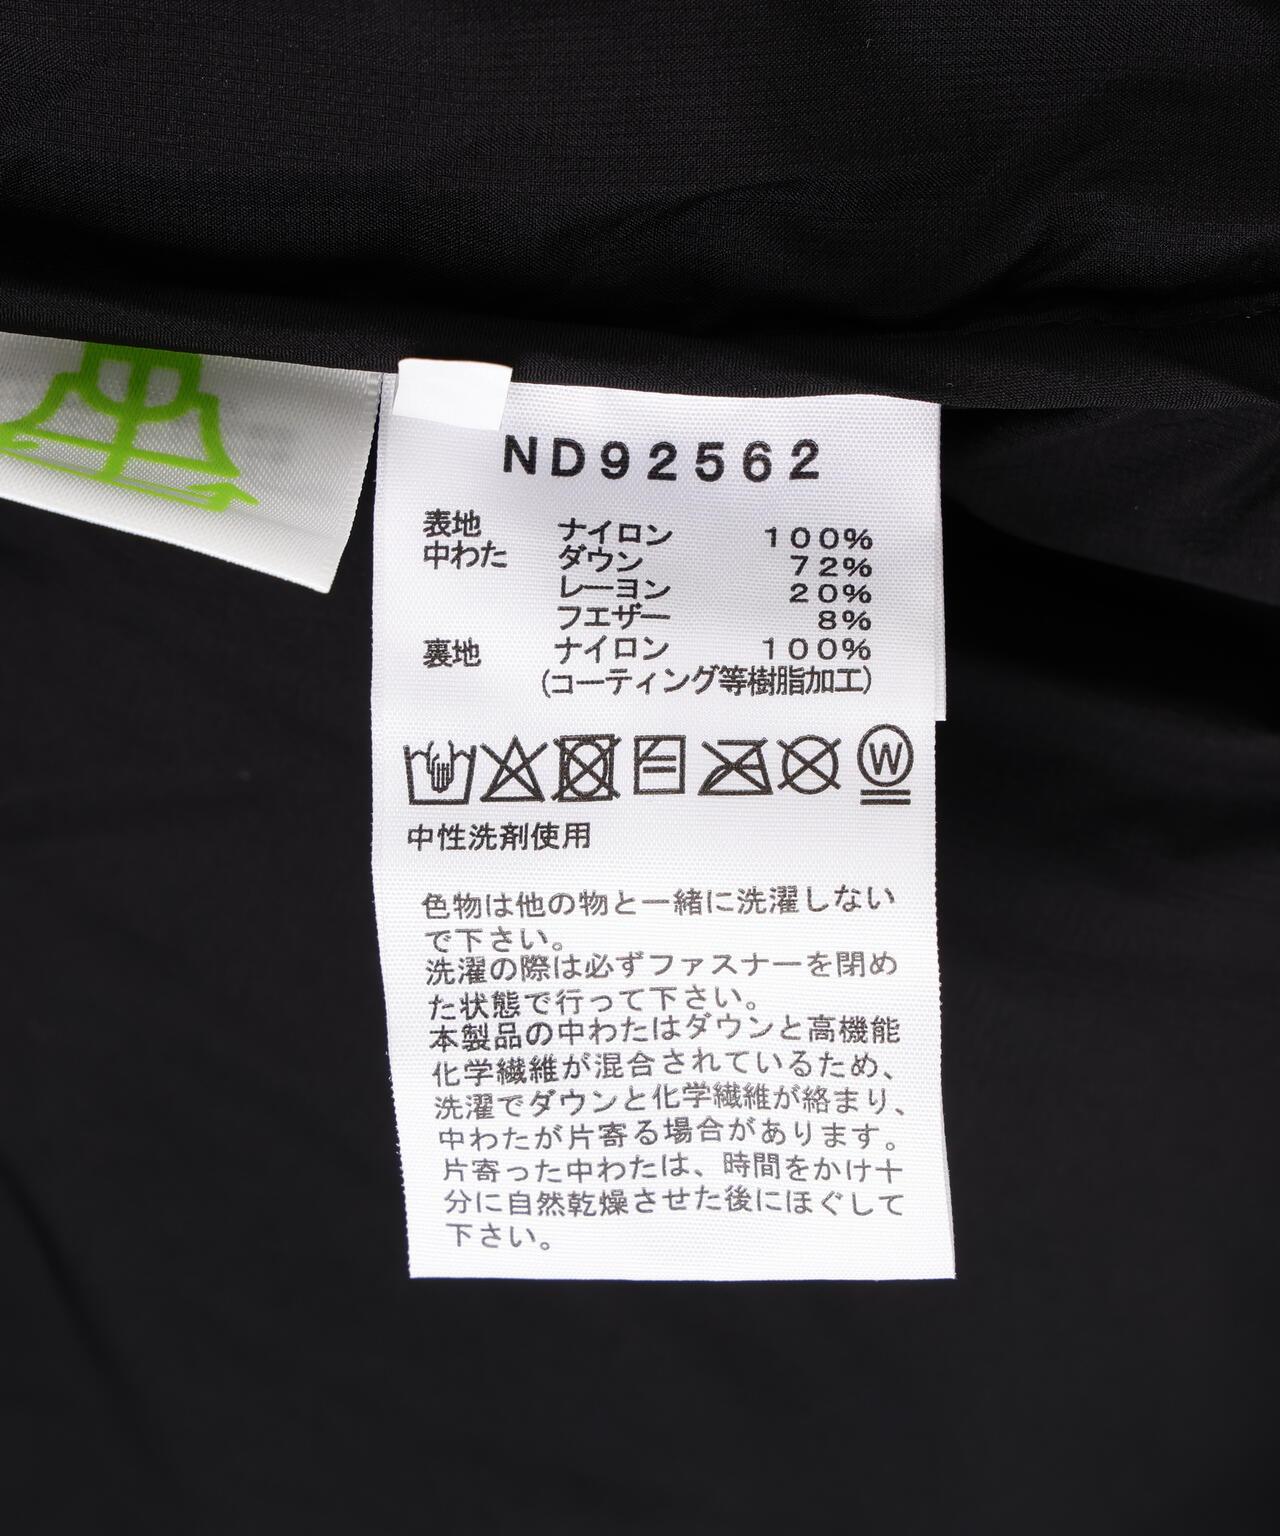 ND92562
表地 ナイロン 100%
中わた ダウン 72%
レーヨン 20%
フエザー 8%
裏地 ナイロン 100%
(コーティング等樹脂加工)
W
中性洗剤使用
色物は他の物と一緒に洗濯しない
で下さい。
洗濯の際は必ずファスナーを閉め
た状態で行って下さい。
本製品の中わたはダウンと高機能
化学繊維が混合されているため、
洗濯でダウンと化学繊維が絡まり、
中わたが片寄る場合があります。
片寄った中わたは、時間をかけ十
分に自然乾燥させた後にほぐして
下さい。